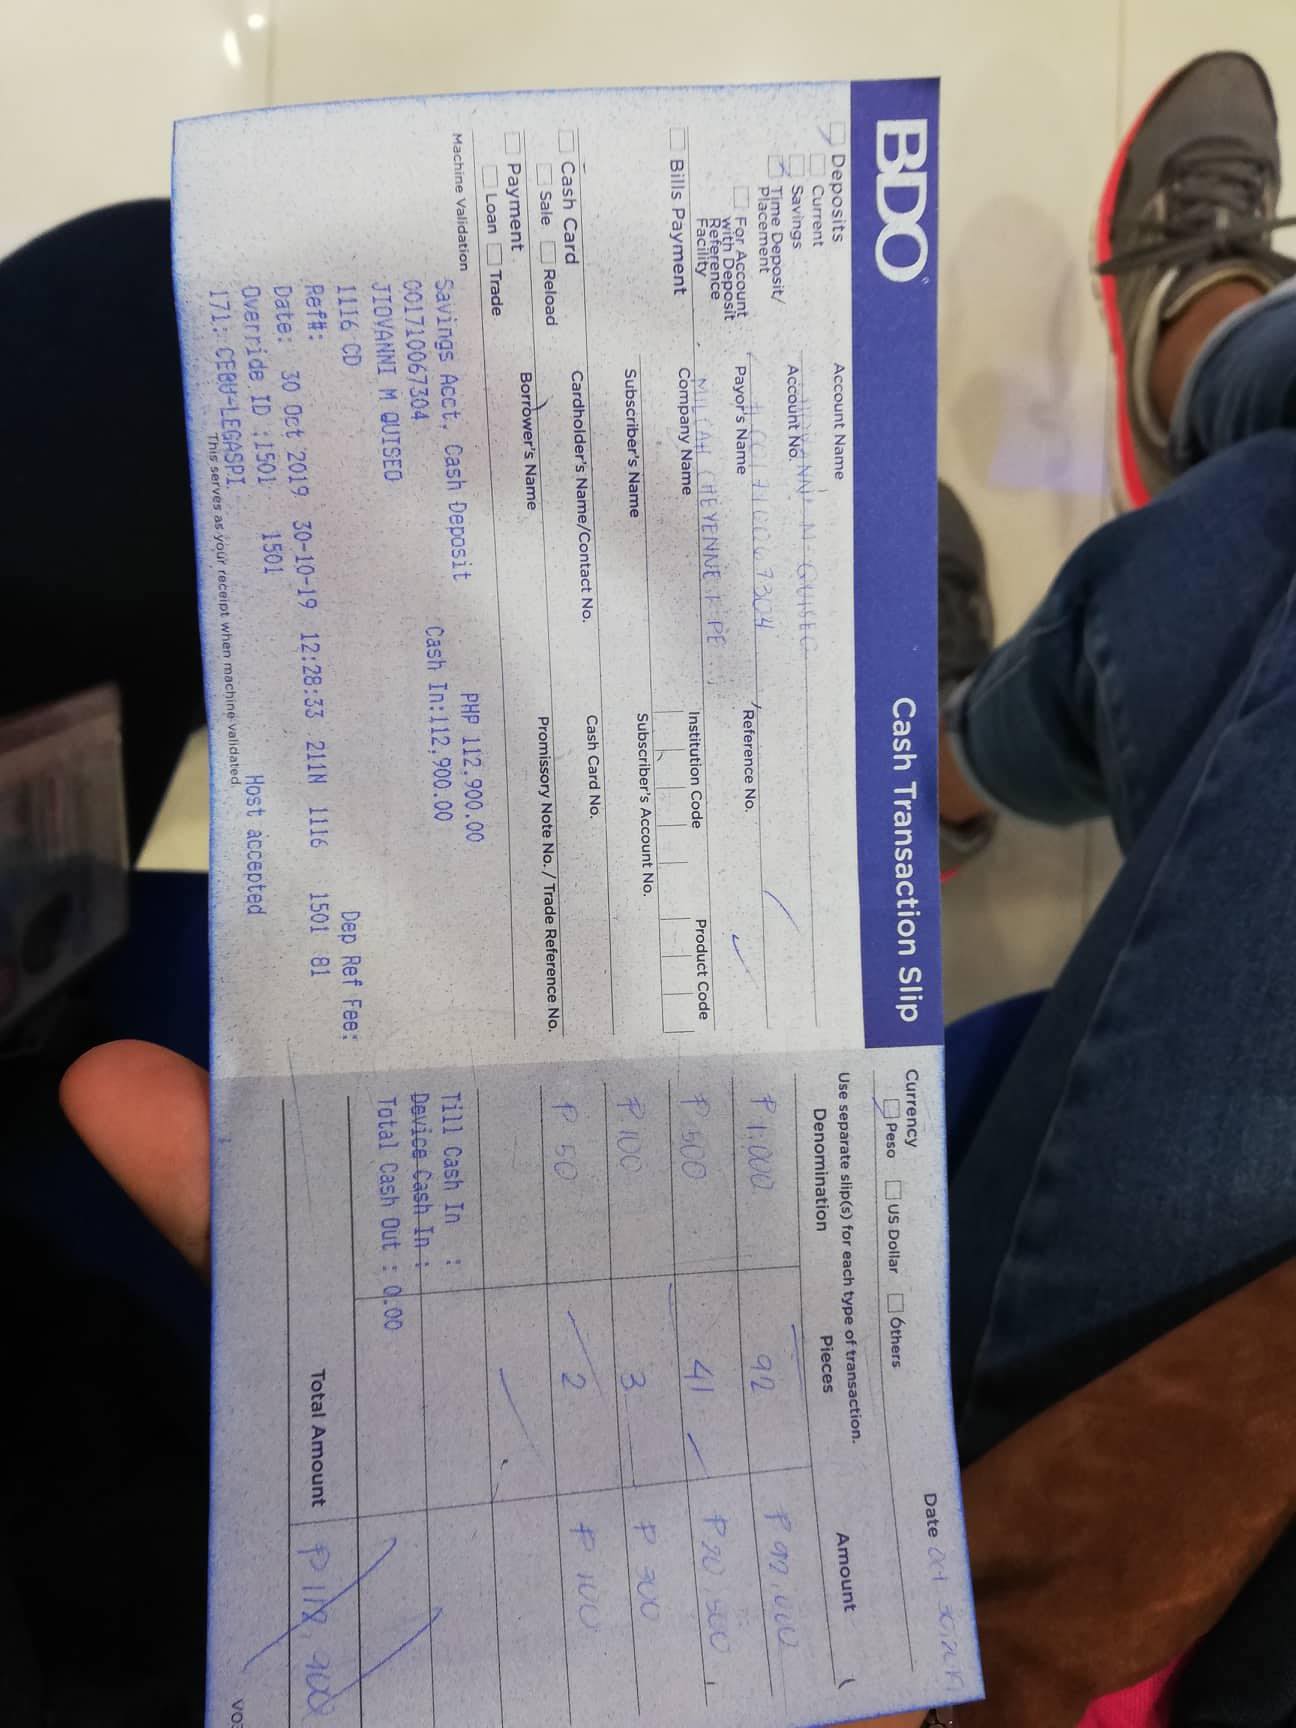 BDO
Cash Transaction Slip
Date Oct 30, 2019
Currency
Peso US Dollar Others
Use separate slip(s) for each type of transaction.
Deposits
Current
Savings
Time Deposit/
Placement
For Account
with Deposit
Reference
Facility
Account Name
JIOVANNI M QUISEO
Account No.
001710067304
Payor's Name
Reference No.
CHEYENNE
Bills Payment
Company Name
Institution Code
Product Code
Subscriber's Name
Subscriber's Account No.
Cash Card
Sale Reload
Cardholder's Name/Contact No.
Cash Card No.
Payment
Loan Trade
Borrower's Name
Promissory Note No. / Trade Reference No.
Denomination Pieces Amount
₱ 1,000 92 ₱ 92,000
₱ 500 41 ₱ 20,500
₱ 100 3 ₱ 300
₱ 50 2 ₱ 100
Total Amount ₱ 112,900
Machine Validation
Savings Acct. Cash Deposit PHP 112,900.00
001710067304 Cash In:112,900.00
JIOVANNI M QUISEO
1116 CD
Ref#: Dep Ref Fee:
Date: 30 Oct 2019 30-10-19 12:28:33 211N 1116 1501 81
Override ID :1501 1501
171: CEBU-LEGASPI Host accepted
Till Cash In :
Device Cash In :
Total Cash Out : 0.00
This serves as your receipt when machine validated